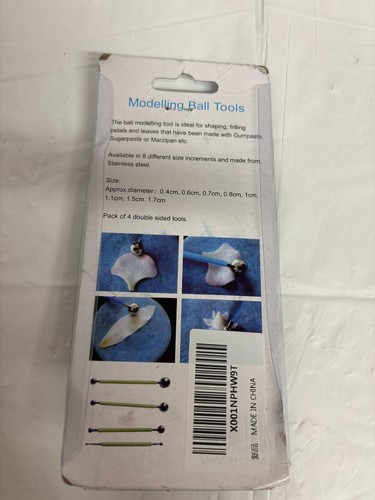 Modelling Ball Tools
The ball modelling tool is ideal for shaping, frilling
petals and leaves that have been made with Gumpaste,
Sugarpaste or Marzipan etc.
Available in 8 different size increments and made from
Stainless steel.
Size:
Approx.diameter: 0.4cm, 0.6cm, 0.7cm, 0.8cm, 1cm,
1.1cm, 1.5cm. 1.7cm
Pack of 4 double sided tools.
X001NPHW9T
MADE IN CHINA